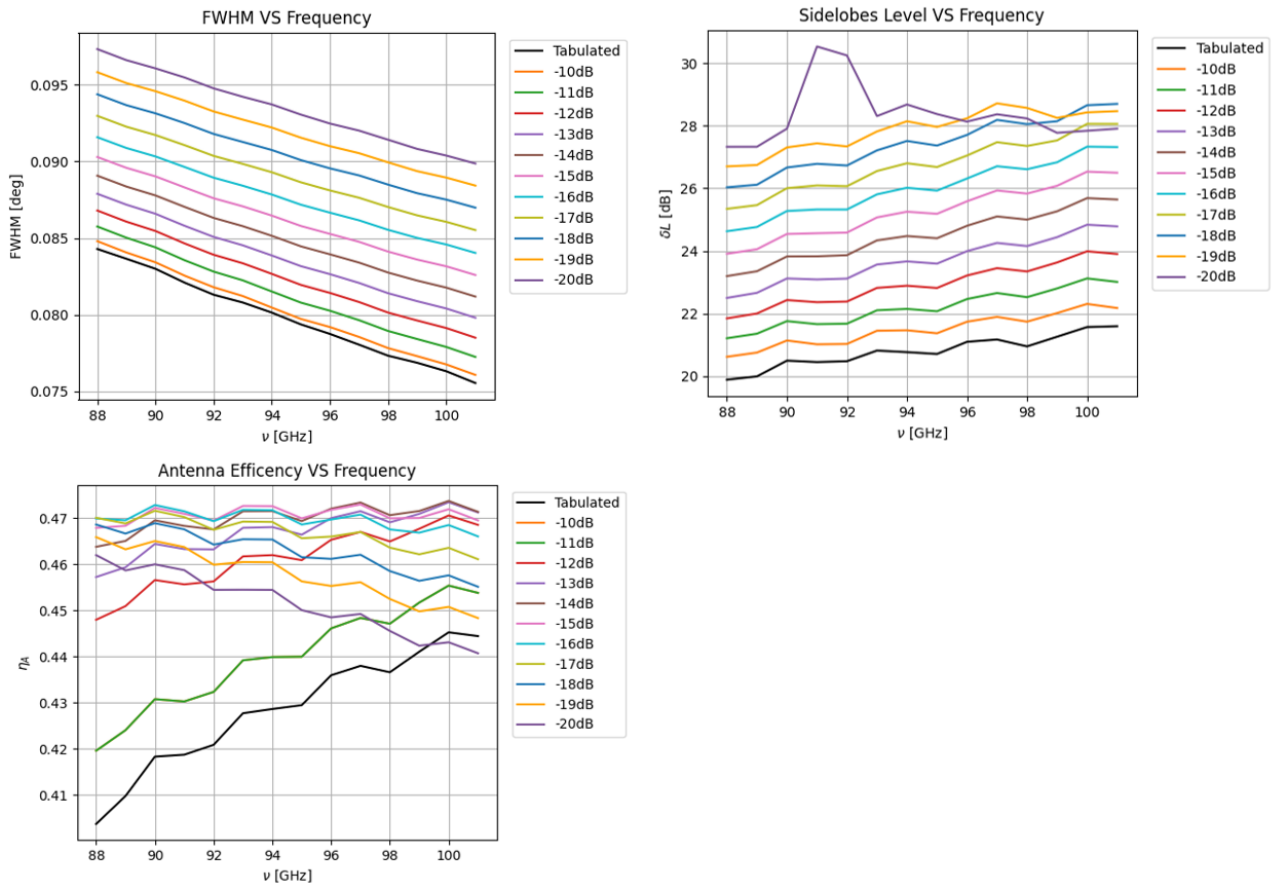 FWHM VS Frequency
FWHM [deg]
0.095
0.090
0.085
0.080
0.075
88 90 92 94 96 98 100
ν [GHz]
Tabulated
-10dB
-11dB
-12dB
-13dB
-14dB
-15dB
-16dB
-17dB
-18dB
-19dB
-20dB
Sidelobes Level VS Frequency
δL [dB]
30
28
26
24
22
20
88 90 92 94 96 98 100
ν [GHz]
Tabulated
-10dB
-11dB
-12dB
-13dB
-14dB
-15dB
-16dB
-17dB
-18dB
-19dB
-20dB
Antenna Efficency VS Frequency
ηA
0.47
0.46
0.45
0.44
0.43
0.42
0.41
88 90 92 94 96 98 100
ν [GHz]
Tabulated
-10dB
-11dB
-12dB
-13dB
-14dB
-15dB
-16dB
-17dB
-18dB
-19dB
-20dB